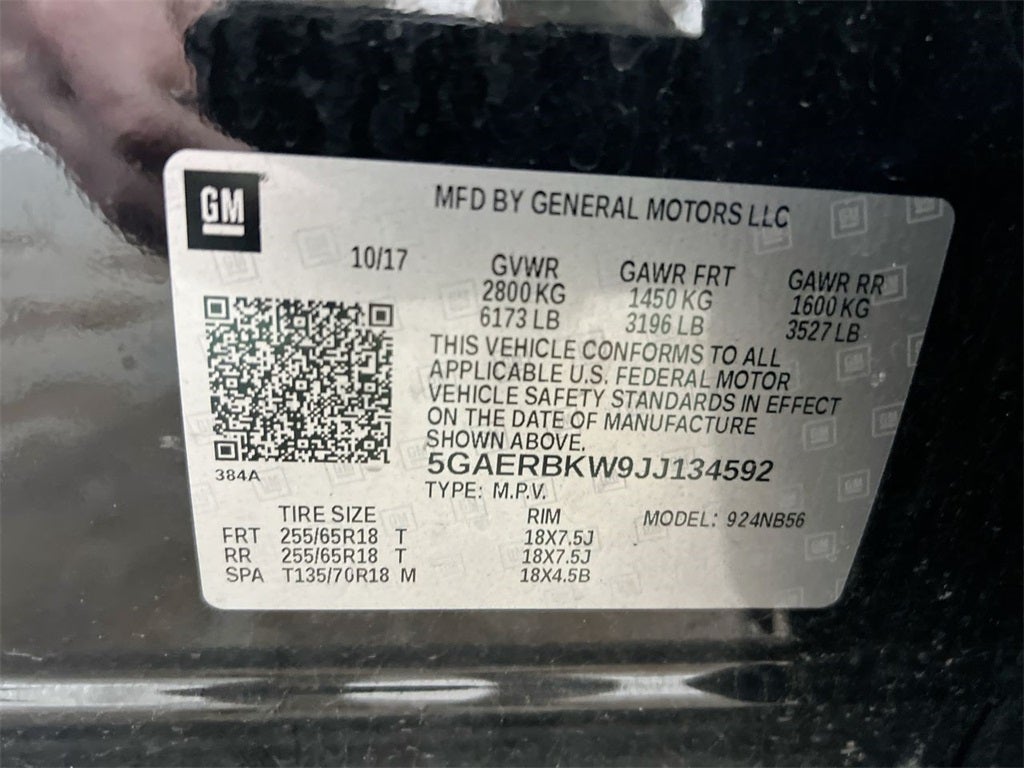 GM
MFD BY GENERAL MOTORS LLC
10/17
GVWR
2800 KG
6173 LB
GAWR FRT
1450 KG
3196 LB
GAWR RR
1600 KG
3527 LB
THIS VEHICLE CONFORMS TO ALL
APPLICABLE U.S. FEDERAL MOTOR
VEHICLE SAFETY STANDARDS IN EFFECT
ON THE DATE OF MANUFACTURE
SHOWN ABOVE.
384A
5GAERBKW9JJ134592
TYPE: M.P.V.
MODEL: 924NB56
TIRE SIZE RIM
FRT 255/65R18 T 18X7.5J
RR 255/65R18 T 18X7.5J
SPA T135/70R18 M 18X4.5B